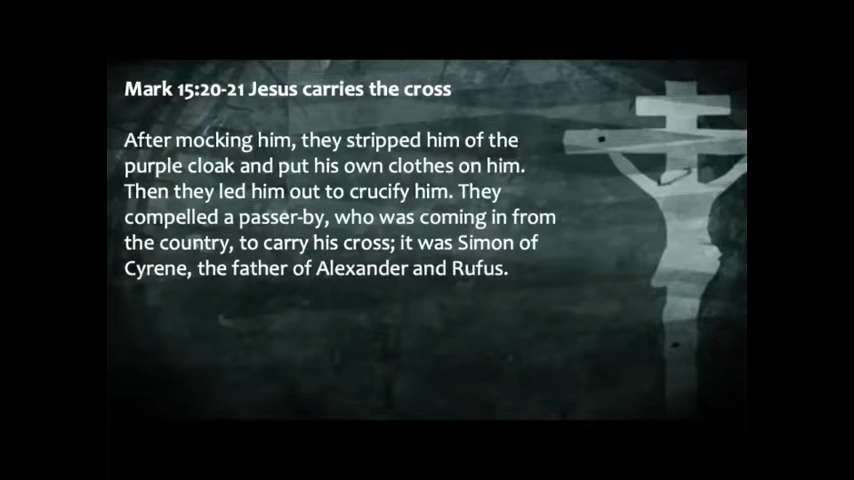 Mark 15:20-21 Jesus carries the cross
After mocking him, they stripped him of the
purple cloak and put his own clothes on him.
Then they led him out to crucify him. They
compelled a passer-by, who was coming in from
the country, to carry his cross; it was Simon of
Cyrene, the father of Alexander and Rufus.